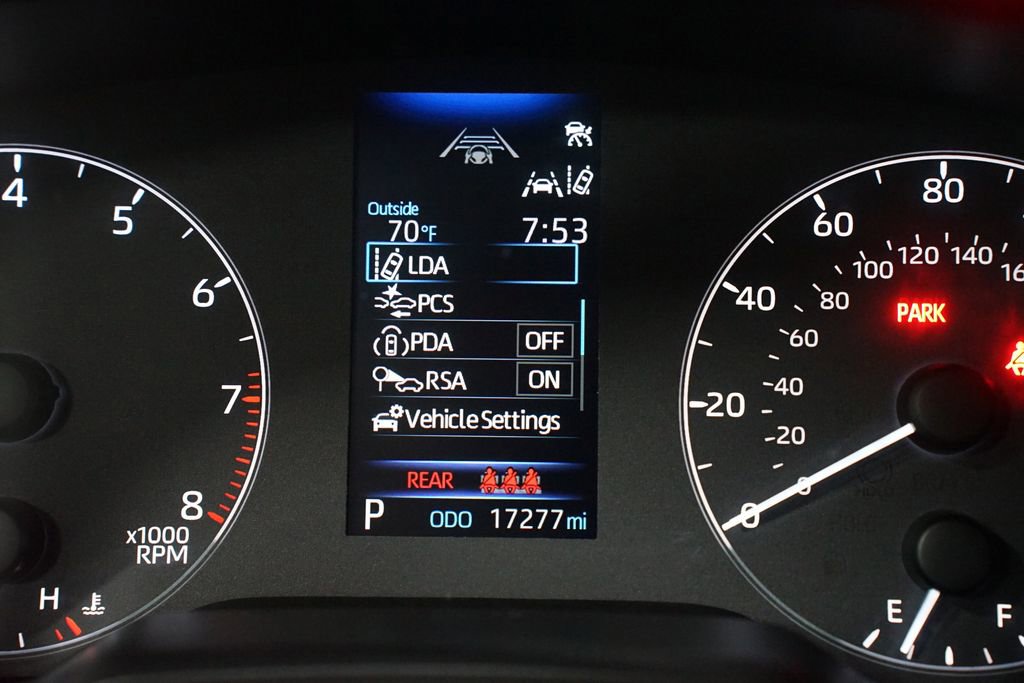 Outside
70°F 7:53
LDA
PCS
PDA OFF
RSA ON
Vehicle Settings
REAR
P ODO 17277 mi
4
5
6
7
8
x1000
RPM
H
80
60
40
20
0
120
140
100
80
60
40
20
0
PARK
E
F